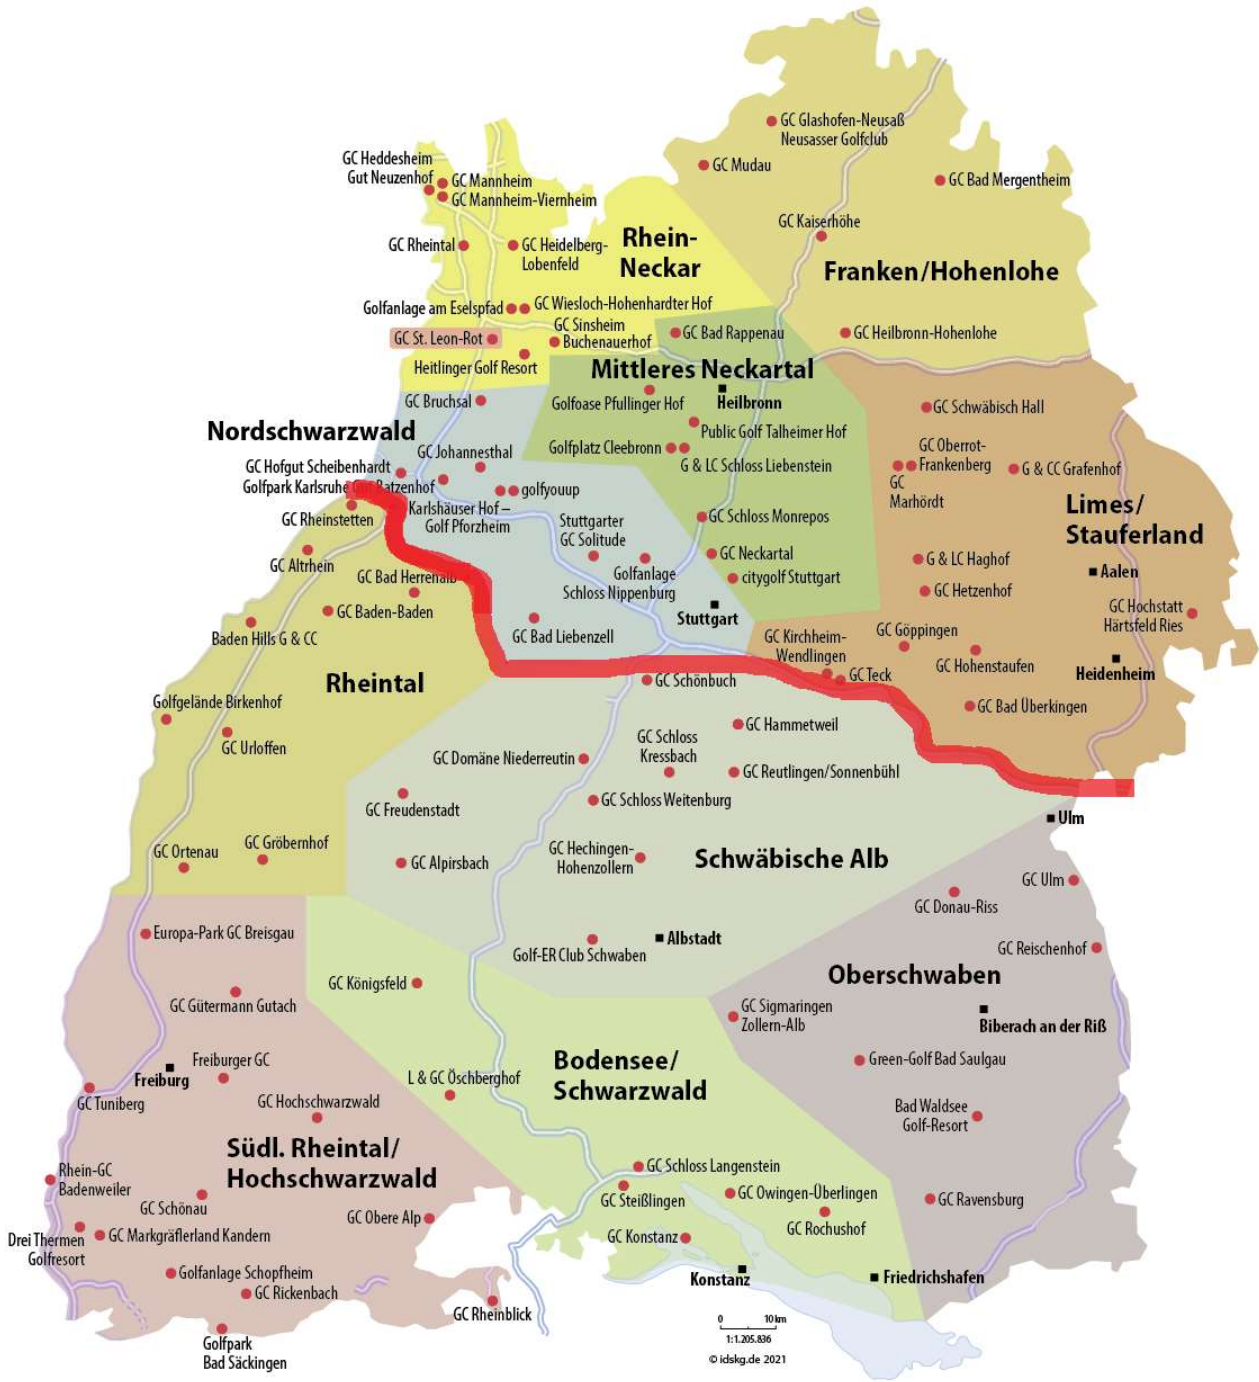 GC Glashofen-Neusaß
Neusasser Golfclub
GC Mudau
GC Bad Mergentheim
GC Kaiserhöhe
Franken/Hohenlohe
GC Heilbronn-Hohenlohe
GC Heddesheim
Gut Neuzenhof
GC Mannheim
GC Mannheim-Viernheim
GC Rheintal
GC Heidelberg-
Lobenfeld
Rhein-
Neckar
Golfanlage am Eselspfad
GC Wiesloch-Hohenhardter Hof
GC St. Leon-Rot
GC Sinsheim
Buchenauerhof
Heitlinger Golf Resort
GC Bad Rappenau
Mittleres Neckartal
Golfoase Pfullinger Hof
Heilbronn
Public Golf Talheimer Hof
Golfplatz Cleebronn
G & LC Schloss Liebenstein
GC Schloss Monrepos
GC Neckartal
citygolf Stuttgart
GC Bruchsal
Nordschwarzwald
GC Johannesthal
GC Hofgut Scheibenhardt
Golfpark Karlsruhe Gut Batzenhof
golfyouup
Karlshäuser Hof –
Golf Pforzheim
Stuttgarter
GC Solitude
Golfanlage
Schloss Nippenburg
Stuttgart
GC Bad Liebenzell
GC Schwäbisch Hall
GC Oberrot-
Frankenberg
GC
Marhördt
G & CC Grafenhof
Limes/
Stauferland
G & LC Haghof
Aalen
GC Hetzenhof
GC Hochstatt
Härtsfeld Ries
GC Kirchheim-
Wendlingen
GC Göppingen
GC Hohenstaufen
Heidenheim
GC Teck
GC Bad Überkingen
GC Rheinstetten
GC Altrhein
GC Bad Herrenalb
GC Baden-Baden
Baden Hills G & CC
Rheintal
Golfgelände Birkenhof
GC Urloffen
GC Ortenau
GC Gröbernhof
GC Schönbuch
GC Hammetweil
GC Schloss
Kressbach
GC Domäne Niederreutin
GC Reutlingen/Sonnenbühl
GC Freudenstadt
GC Schloss Weitenburg
GC Alpirsbach
GC Hechingen-
Hohenzollern
Schwäbische Alb
Golf-ER Club Schwaben
Albstadt
Ulm
GC Ulm
GC Donau-Riss
GC Reischenhof
Oberschwaben
GC Sigmaringen
Zollern-Alb
Biberach an der Riß
Green-Golf Bad Saulgau
Bad Waldsee
Golf-Resort
GC Ravensburg
Europa-Park GC Breisgau
GC Gütermann Gutach
Freiburg
Freiburger GC
GC Tuniberg
GC Hochschwarzwald
Südl. Rheintal/
Hochschwarzwald
Rhein-GC
Badenweiler
GC Schönau
GC Obere Alp
Drei Thermen
Golfresort
GC Markgräflerland Kandern
Golfanlage Schopfheim
GC Rickenbach
GC Rheinblick
Golfpark
Bad Säckingen
GC Königsfeld
Bodensee/
Schwarzwald
L & GC Öschberghof
GC Schloss Langenstein
GC Steißlingen
GC Owingen-Überlingen
GC Rochushof
GC Konstanz
Konstanz
Friedrichshafen
0 10 km
1:1.205.836
© idskg.de 2021